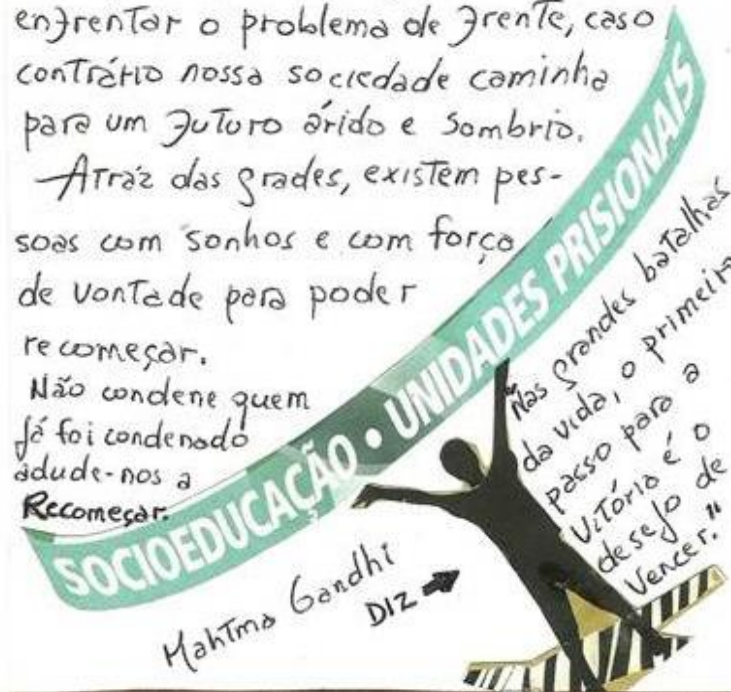 enfrentar o problema de frente, caso
contrário nossa sociedade caminha
para um futuro árido e sombrio.
Atráz das grades, existem pes-
soas com sonhos e com força
de vontade para poder
recomeçar.
Não condene quem
já foi condenado
adude-nos a
Recomeçar.
SOCIOEDUCAÇÃO • UNIDADES PRISIONAIS
Mahtma Gandhi
DIZ
"Nas grandes batalhas
da vida, o primeiro
passo para a
Vitória é o
desejo de
Vencer."